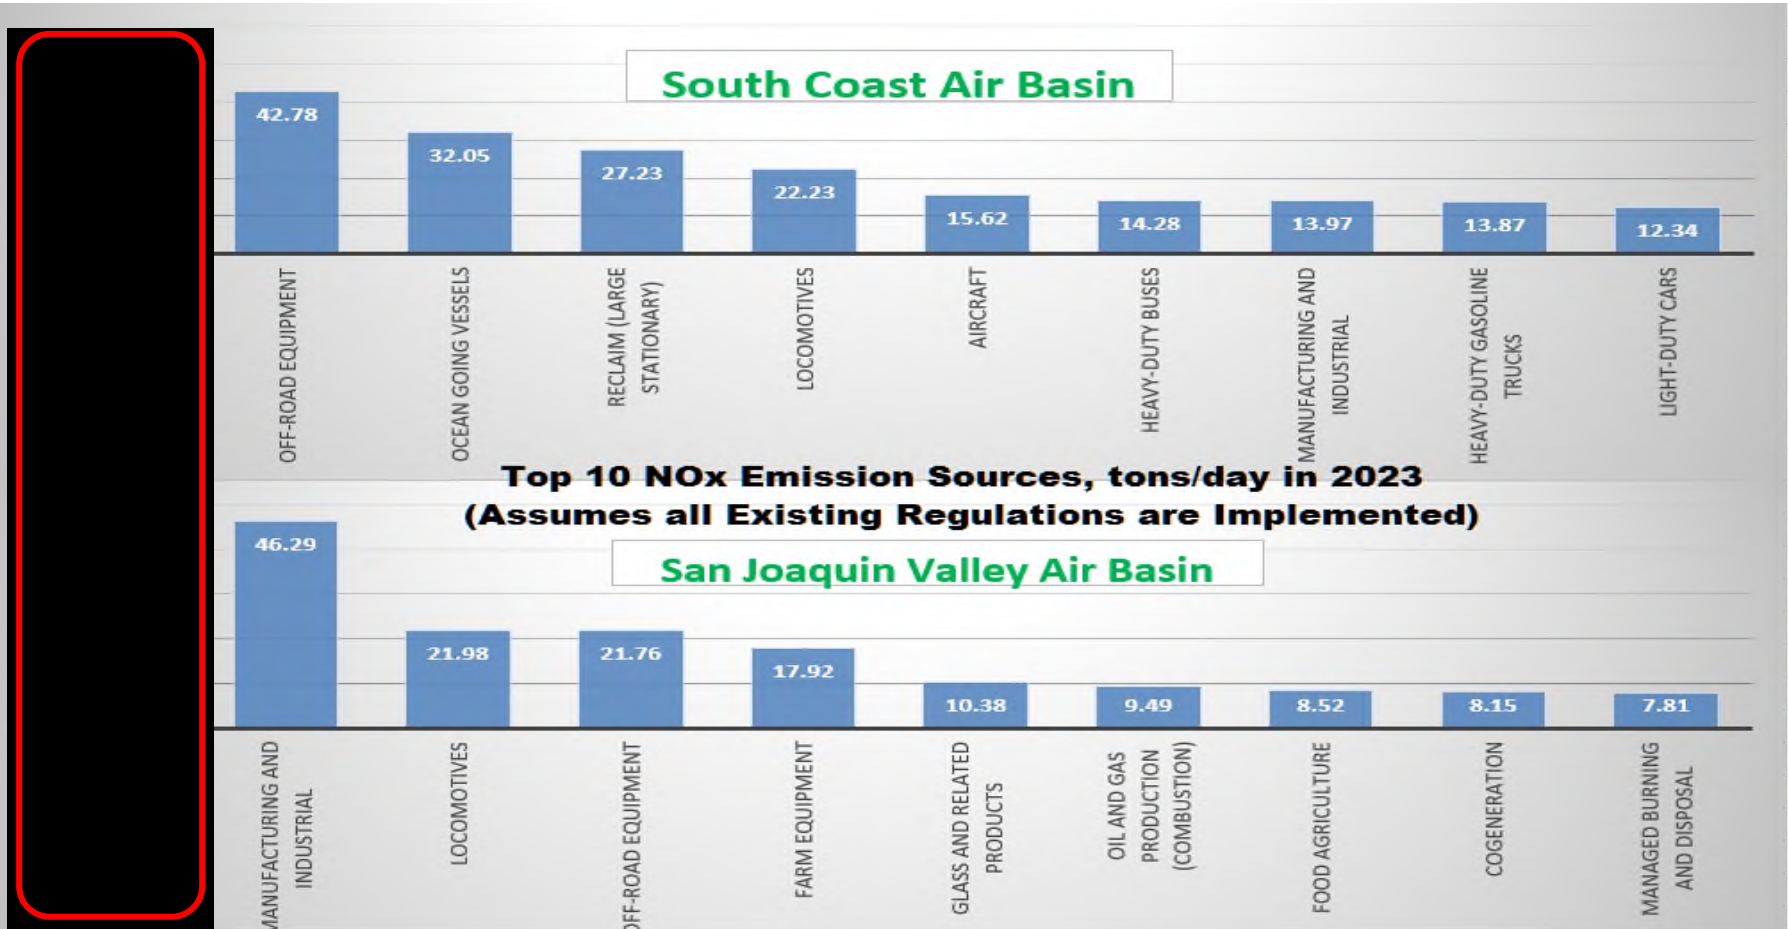 South Coast Air Basin
42.78
32.05
27.23
22.23
15.62
14.28
13.97
13.87
12.34
OFF-ROAD EQUIPMENT
OCEAN GOING VESSELS
RECLAIM (LARGE
STATIONARY)
LOCOMOTIVES
AIRCRAFT
HEAVY-DUTY BUSES
MANUFACTURING AND
INDUSTRIAL
HEAVY-DUTY GASOLINE
TRUCKS
LIGHT-DUTY CARS
Top 10 NOx Emission Sources, tons/day in 2023
(Assumes all Existing Regulations are Implemented)
San Joaquin Valley Air Basin
46.29
21.98
21.76
17.92
10.38
9.49
8.52
8.15
7.81
MANUFACTURING AND
INDUSTRIAL
LOCOMOTIVES
OFF-ROAD EQUIPMENT
FARM EQUIPMENT
GLASS AND RELATED
PRODUCTS
OIL AND GAS
PRODUCTION
(COMBUSTION)
FOOD AGRICULTURE
COGENERATION
MANAGED BURNING
AND DISPOSAL